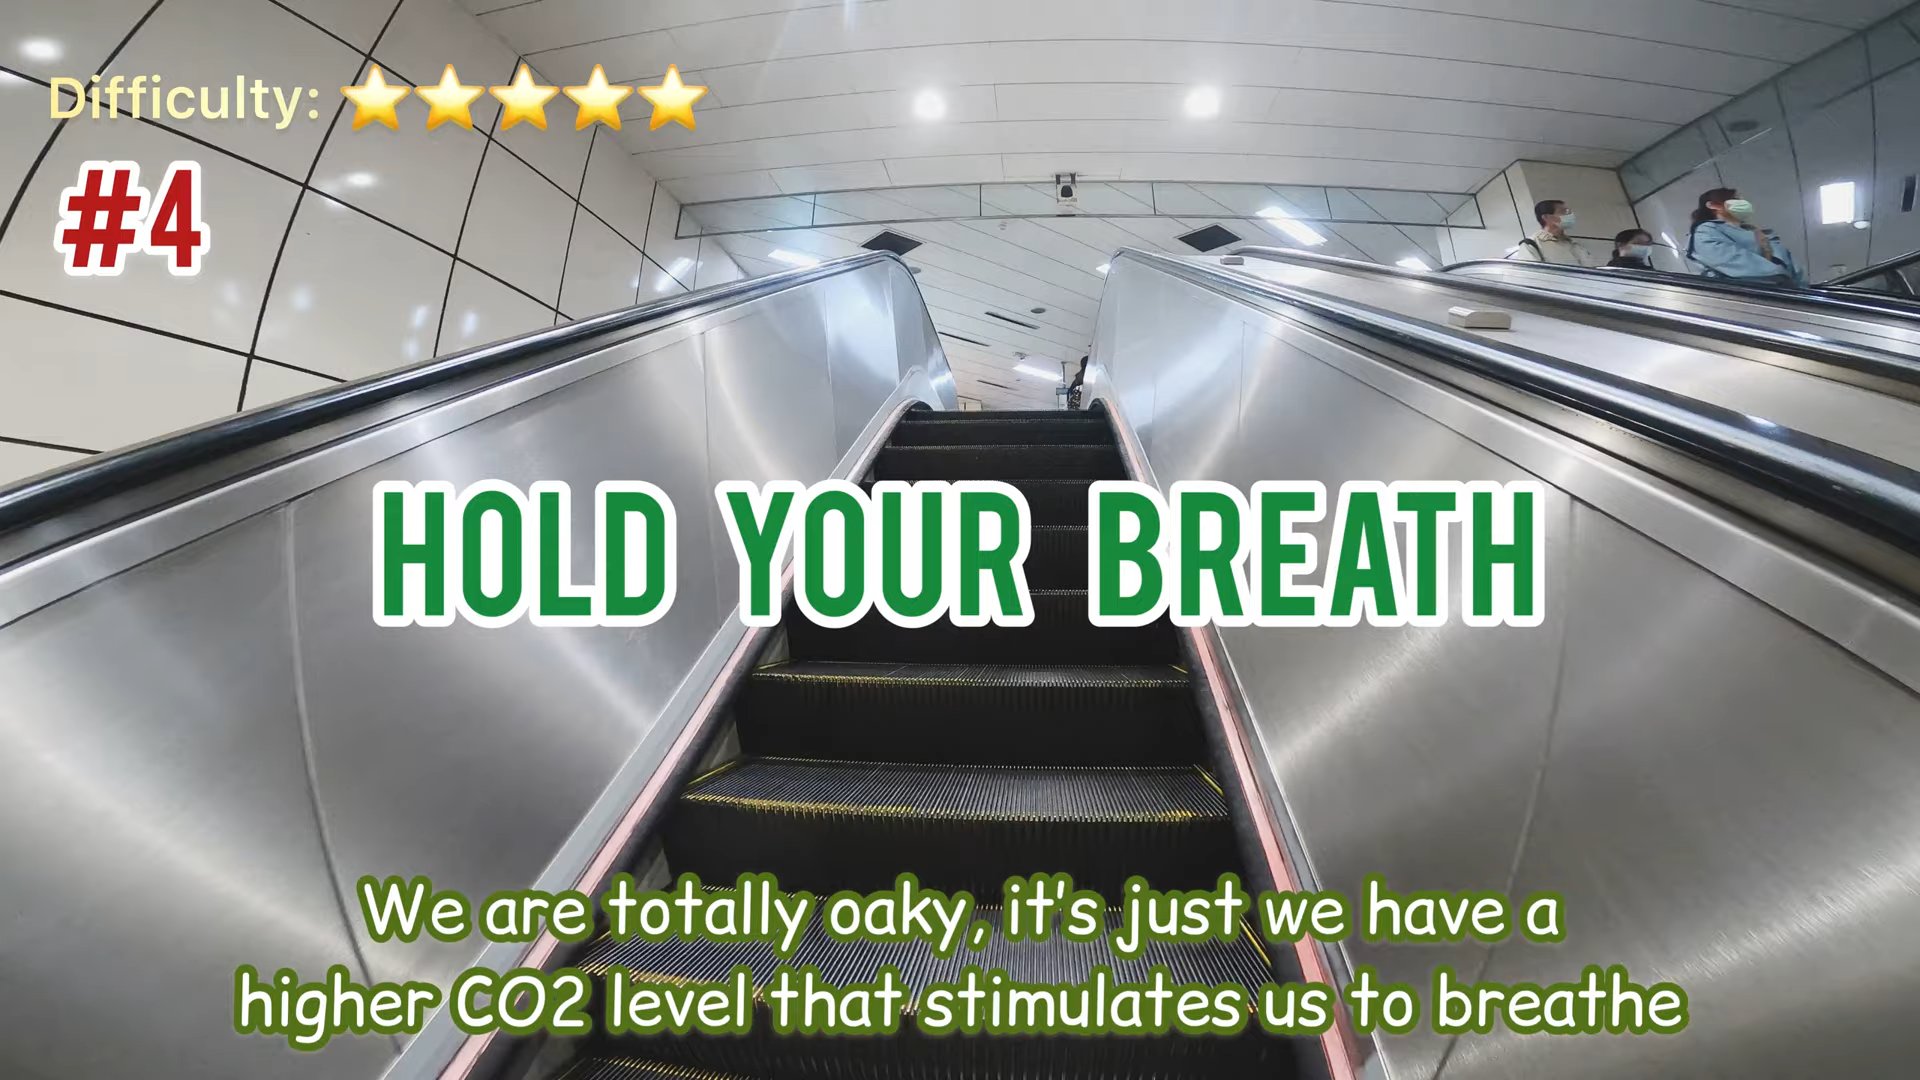 Difficulty: ⭐⭐⭐⭐⭐
#4
HOLD YOUR BREATH
We are totally oaky, it's just we have a
higher CO2 level that stimulates us to breathe